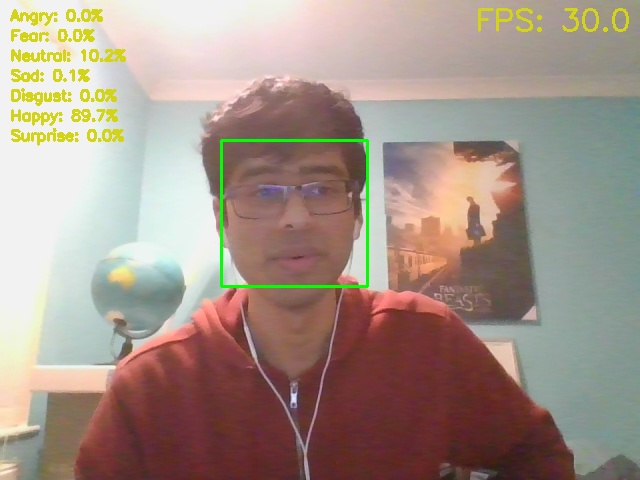 Angry: 0.0%
FPS: 30.0
Fear: 0.0%
Neutral: 10.2%
Sad: 0.1%
Disgust: 0.0%
Happy: 89.7%
Surprise: 0.0%
FANTASTIC
BEASTS